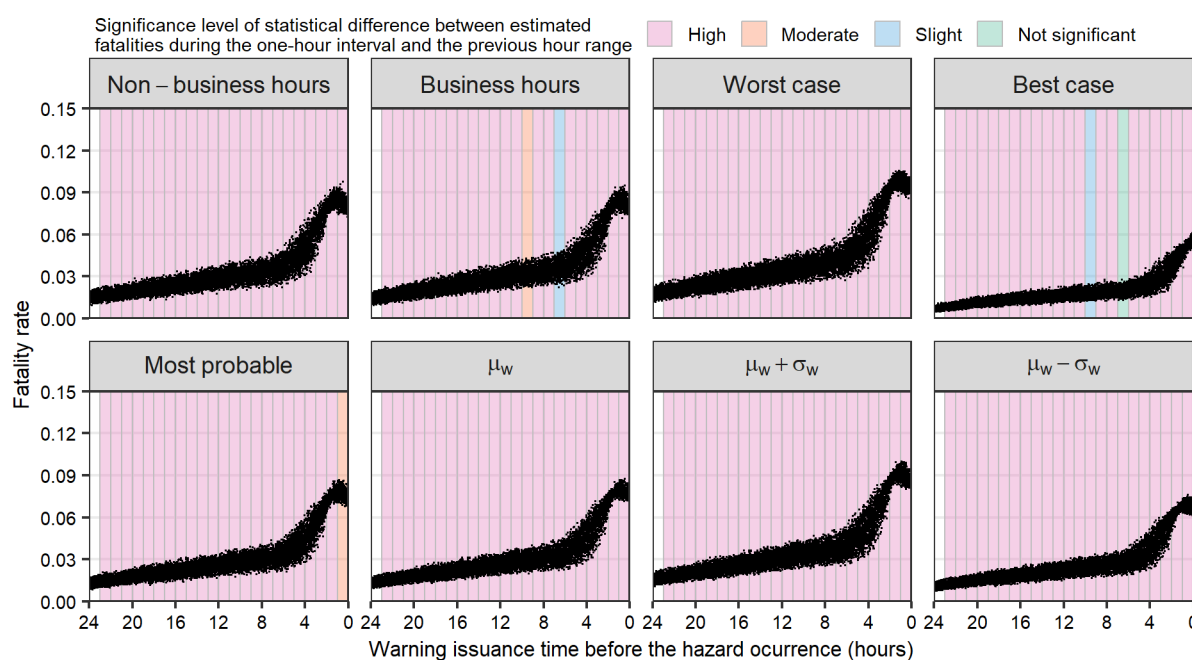 Significance level of statistical difference between estimated
fatalities during the one-hour interval and the previous hour range
High Moderate Slight Not significant
Non – business hours Business hours Worst case Best case
0.15
0.12
0.09
0.06
0.03
0.00
Fatality rate
Most probable μw μw + σw μw − σw
0.15
0.12
0.09
0.06
0.03
0.00
24 20 16 12 8 4 0 24 20 16 12 8 4 0 24 20 16 12 8 4 0 24 20 16 12 8 4 0
Warning issuance time before the hazard ocurrence (hours)